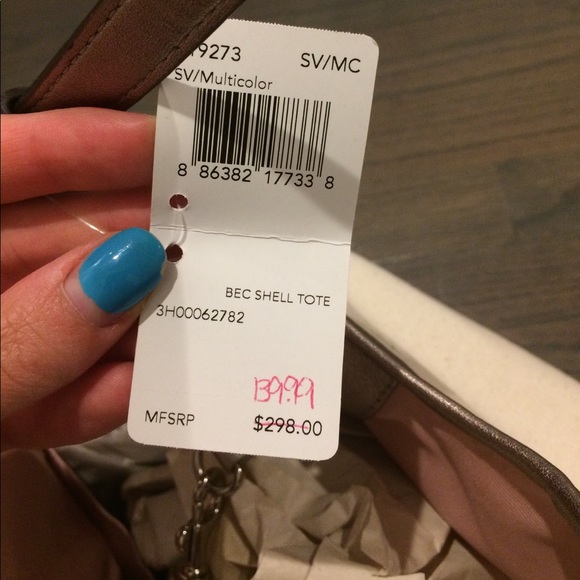 19273 SV/MC
SV/Multicolor
8 86382 17733 8
BEC SHELL TOTE
3H00062782
139.99
MFSRP $298.00